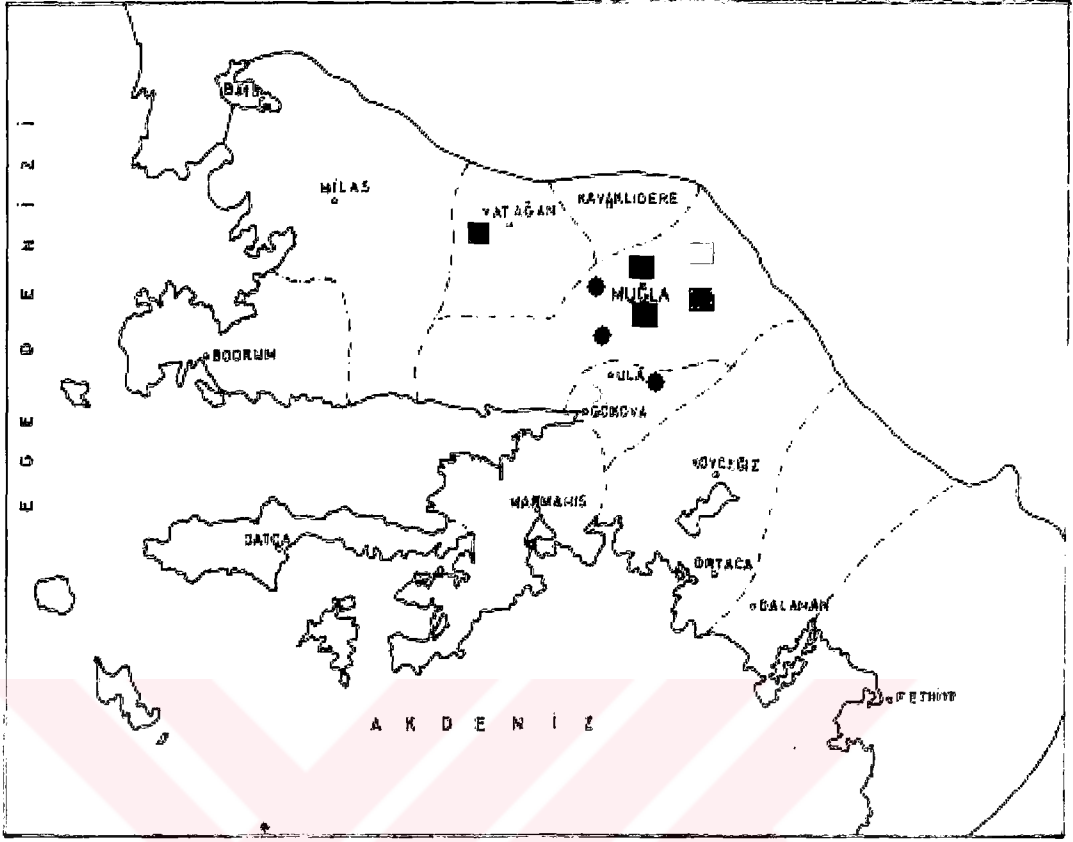 EGE DENİZİ
Bafa
MİLAS
YATAĞAN
KAVAKLIDERE
MUĞLA
BODRUM
ULA
GÖKOVA
KÖYCEĞİZ
MARMARİS
DATÇA
ORTACA
DALAMAN
FETHİYE
AKDENİZ